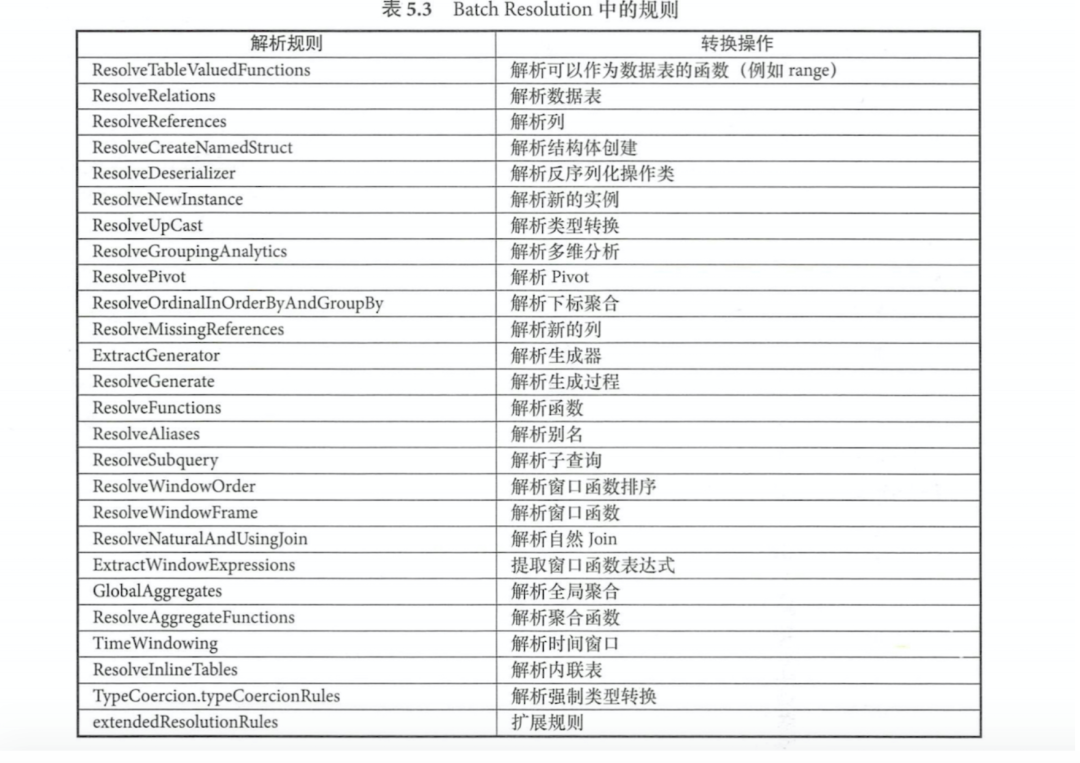 表 5.3 Batch Resolution 中的规则
解析规则 转换操作
ResolveTableValuedFunctions 解析可以作为数据表的函数（例如 range）
ResolveRelations 解析数据表
ResolveReferences 解析列
ResolveCreateNamedStruct 解析结构体创建
ResolveDeserializer 解析反序列化操作类
ResolveNewInstance 解析新的实例
ResolveUpCast 解析类型转换
ResolveGroupingAnalytics 解析多维分析
ResolvePivot 解析 Pivot
ResolveOrdinalInOrderByAndGroupBy 解析下标聚合
ResolveMissingReferences 解析新的列
ExtractGenerator 解析生成器
ResolveGenerate 解析生成过程
ResolveFunctions 解析函数
ResolveAliases 解析别名
ResolveSubquery 解析子查询
ResolveWindowOrder 解析窗口函数排序
ResolveWindowFrame 解析窗口函数
ResolveNaturalAndUsingJoin 解析自然 Join
ExtractWindowExpressions 提取窗口函数表达式
GlobalAggregates 解析全局聚合
ResolveAggregateFunctions 解析聚合函数
TimeWindowing 解析时间窗口
ResolveInlineTables 解析内联表
TypeCoercion.typeCoercionRules 解析强制类型转换
extendedResolutionRules 扩展规则